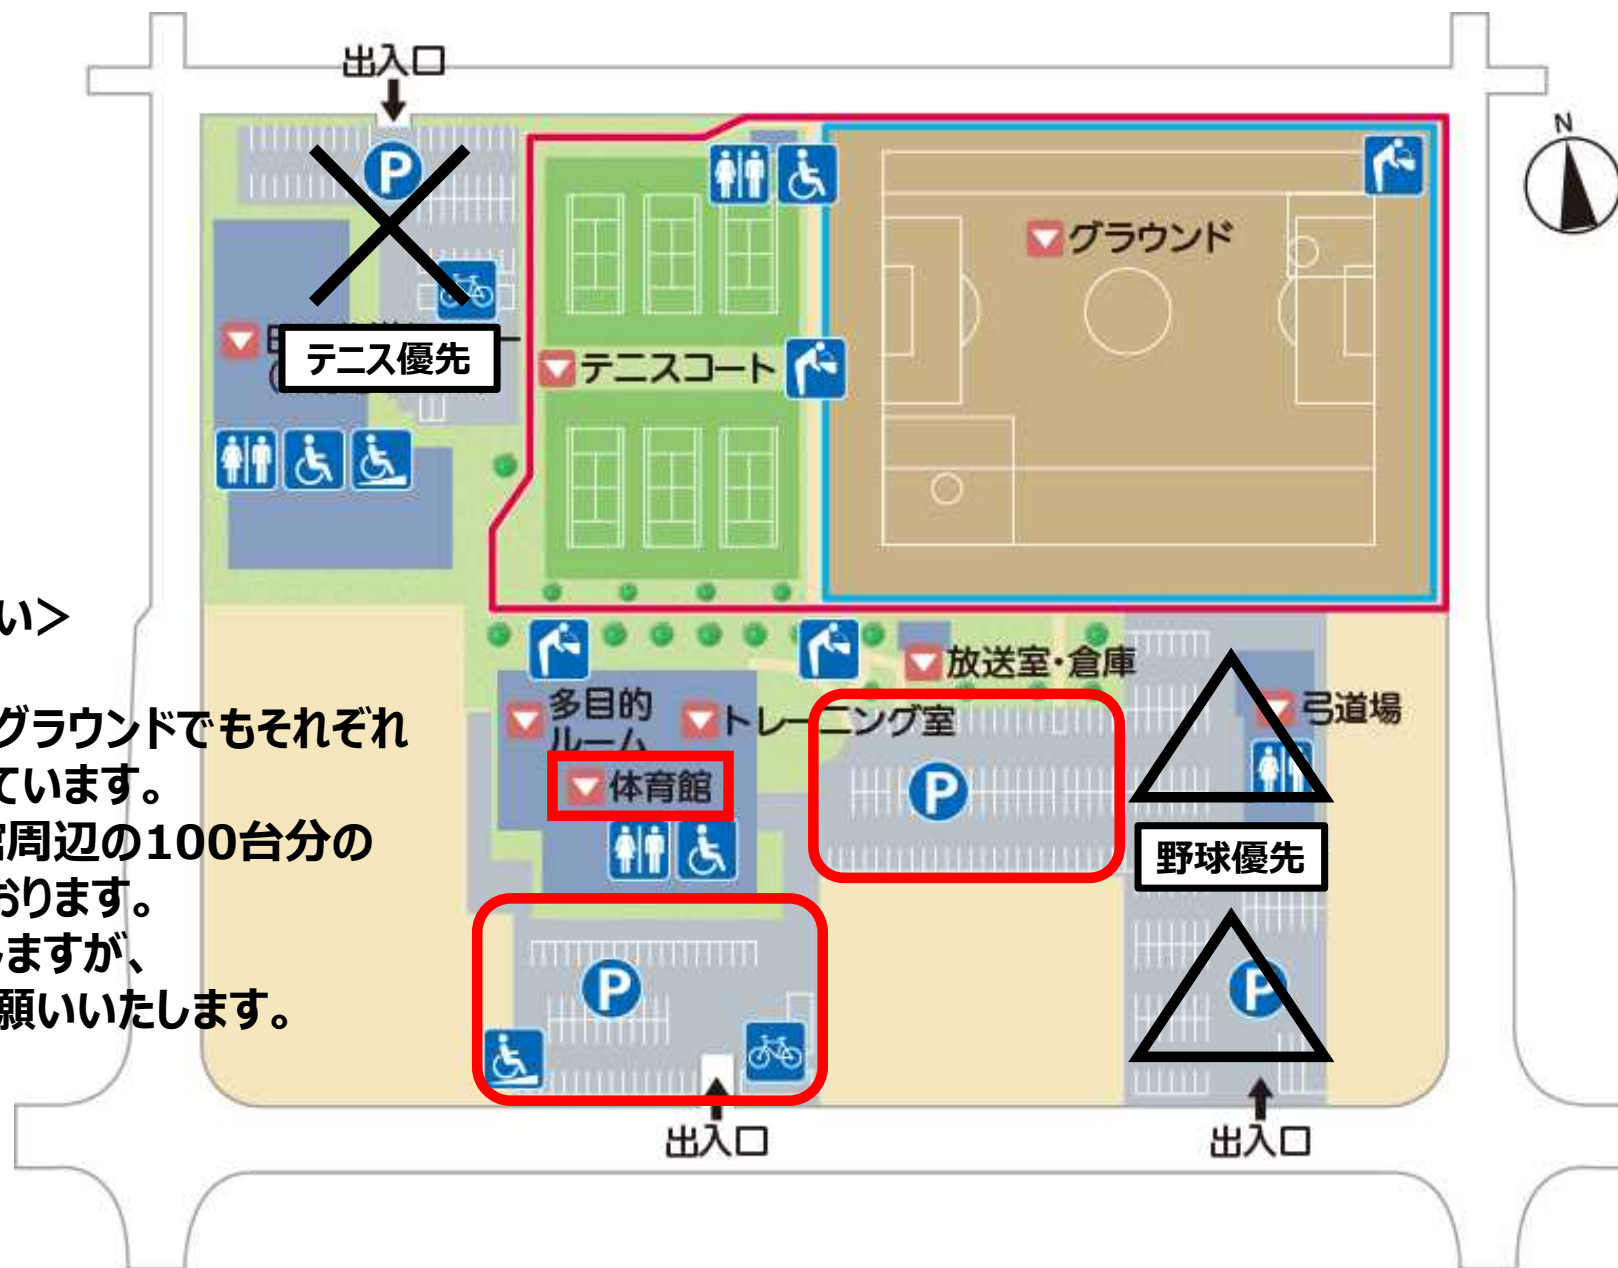 出入口
N
P
グラウンド
テニス優先
テニスコート
い>
放送室・倉庫
グラウンドでもそれぞれ
多目的
ルーム
トレーニング室
弓道場
ています。
体育館
P
周辺の100台分の
野球優先
おります。
しますが、
P
P
願いいたします。
出入口
出入口